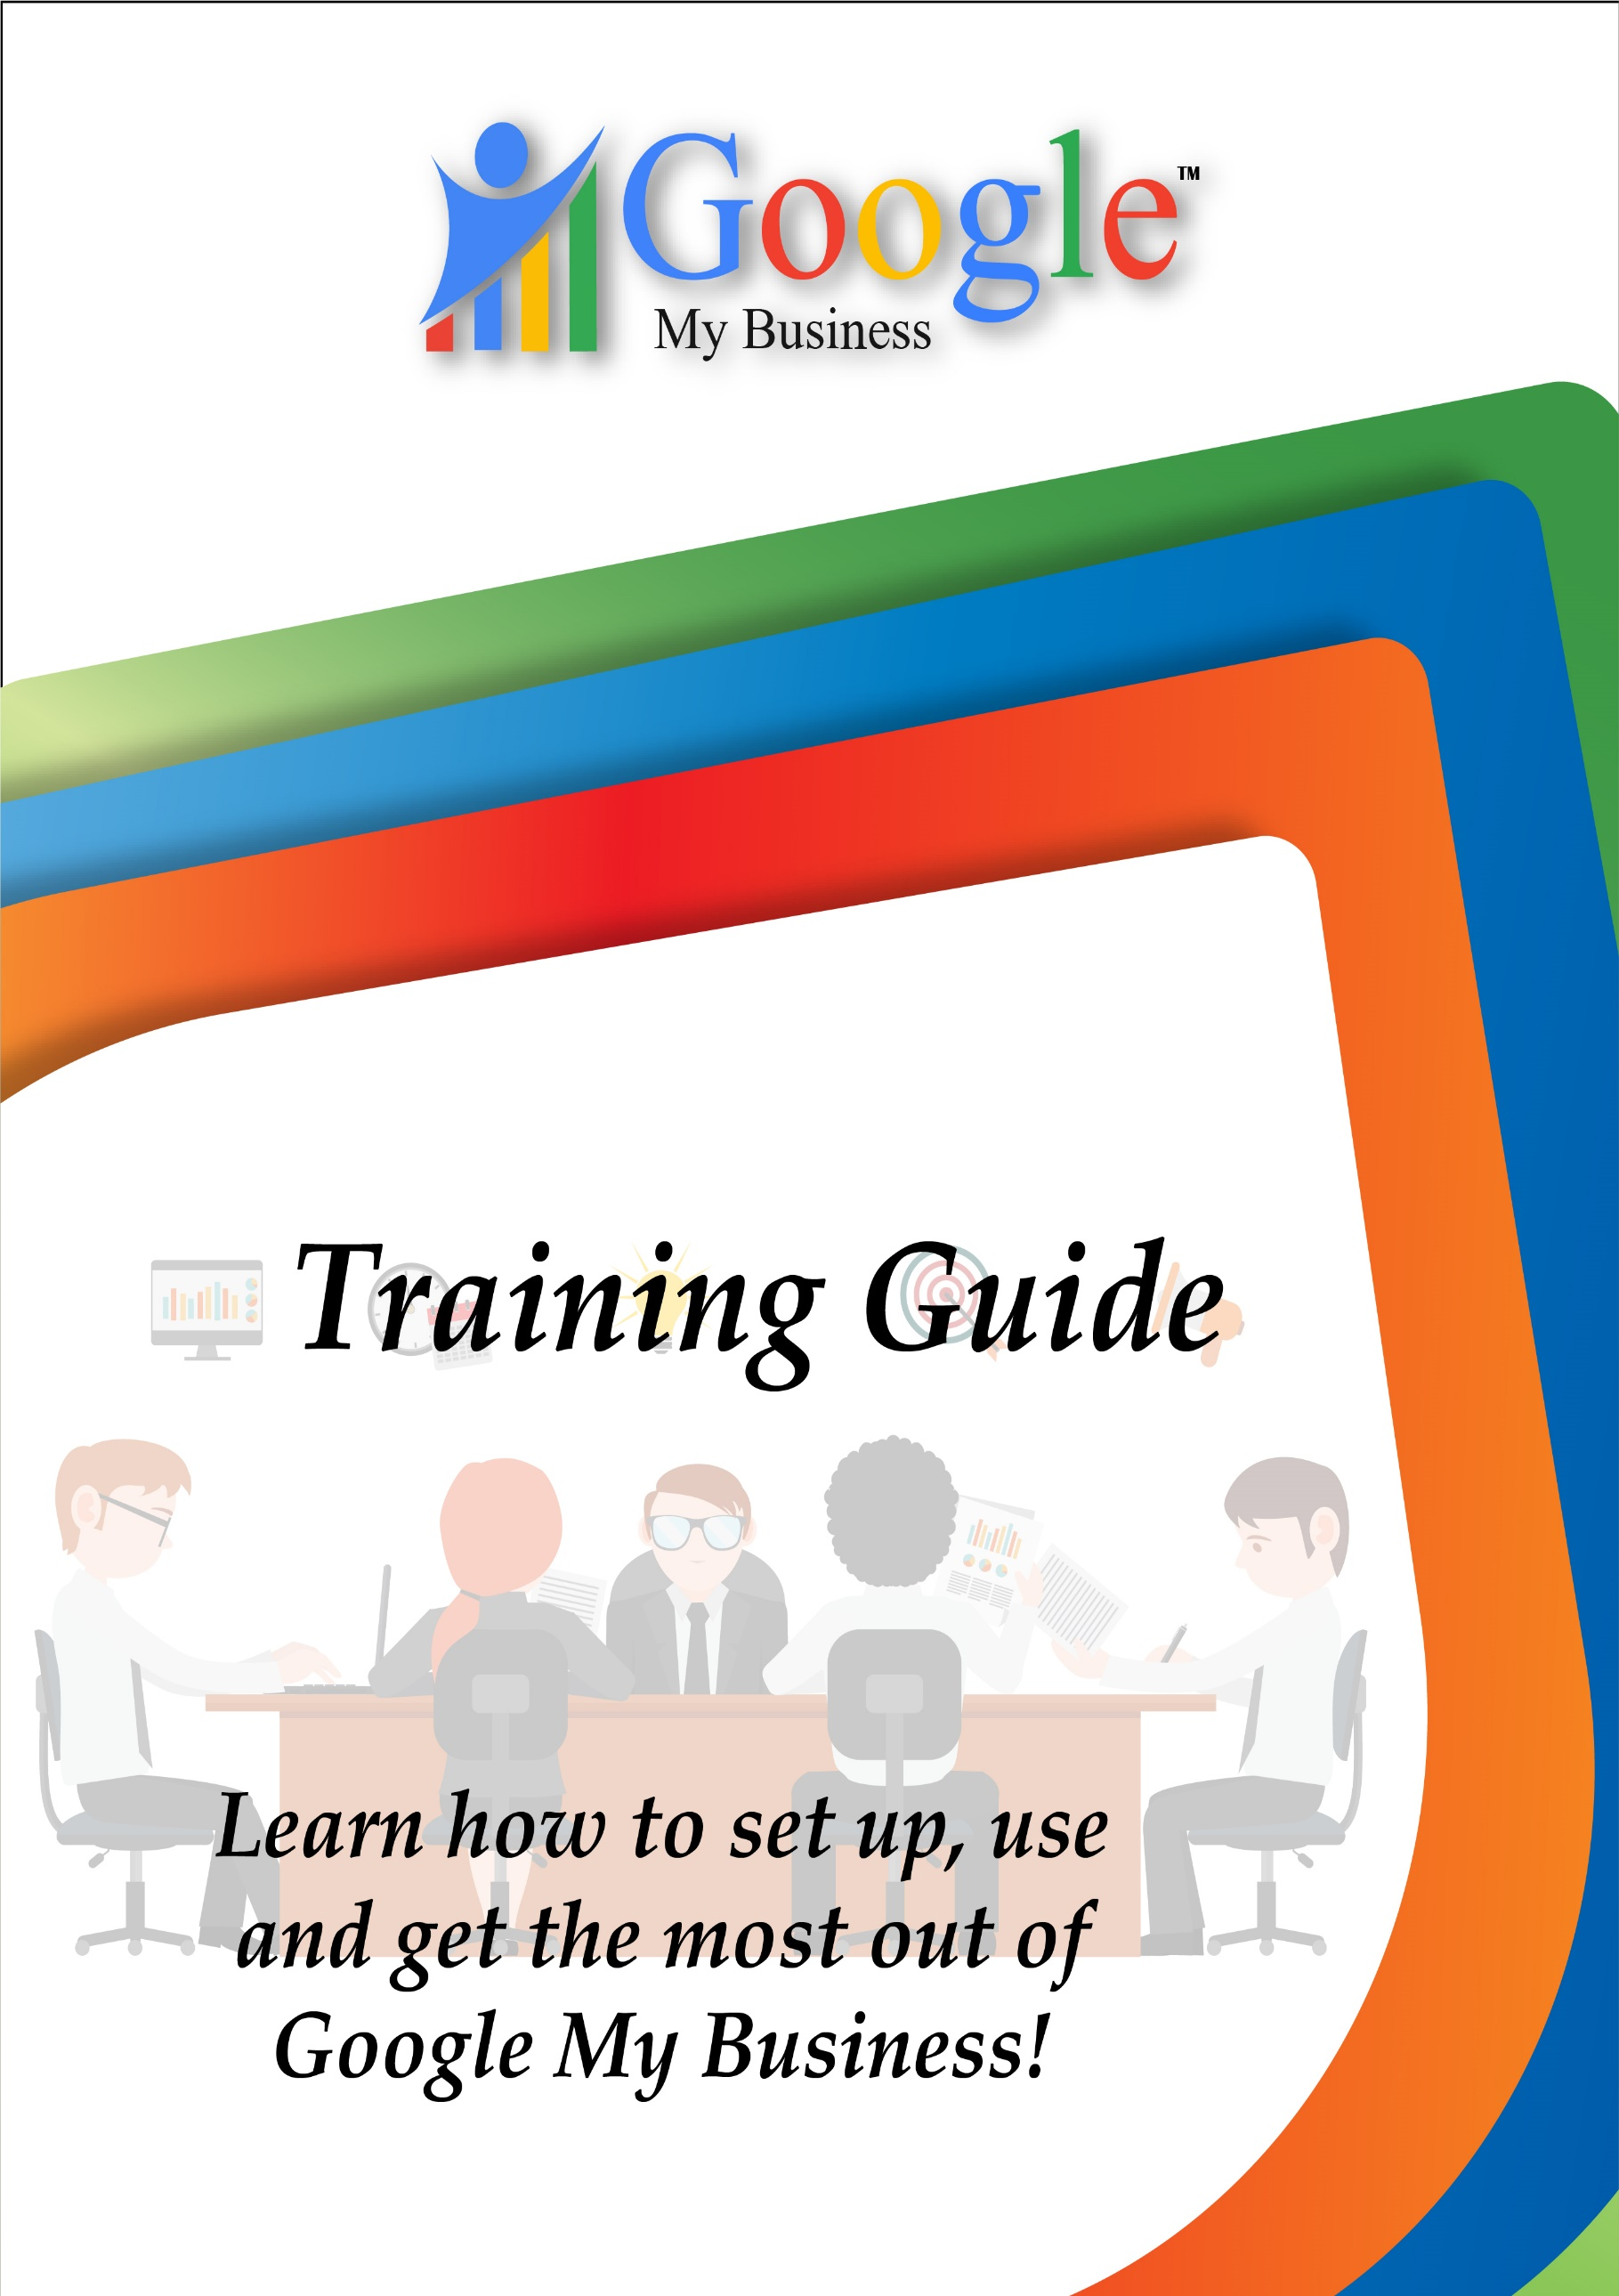 Google™
My Business
Training Guide
Learn how to set up, use
and get the most out of
Google My Business!